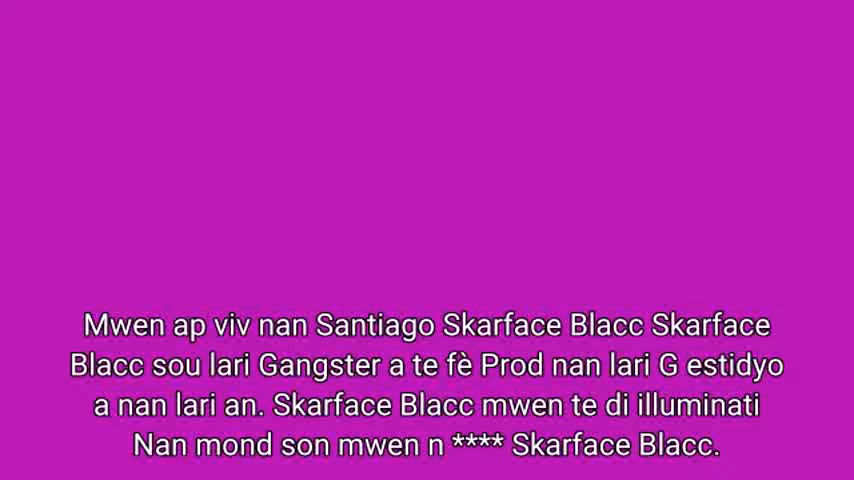 Mwen ap viv nan Santiago Skarface Blacc Skarface
Blacc sou lari Gangster a te fè Prod nan lari G estidyo
a nan lari an. Skarface Blacc mwen te di illuminati
Nan mond son mwen n **** Skarface Blacc.